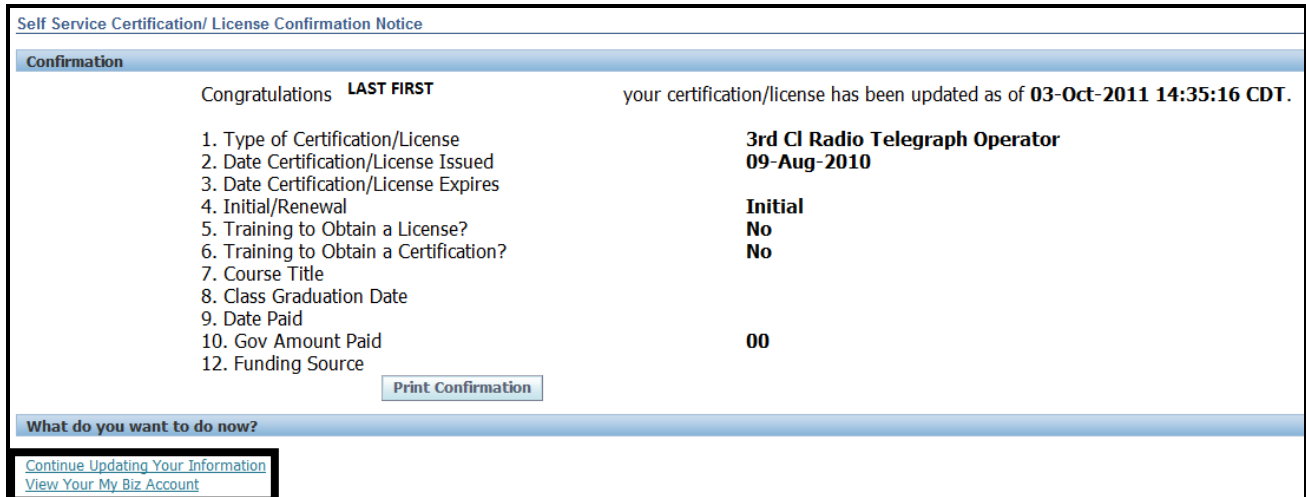 Self Service Certification/ License Confirmation Notice
Confirmation
Congratulations LAST FIRST your certification/license has been updated as of 03-Oct-2011 14:35:16 CDT.
1. Type of Certification/License 3rd Cl Radio Telegraph Operator
2. Date Certification/License Issued 09-Aug-2010
3. Date Certification/License Expires
4. Initial/Renewal Initial
5. Training to Obtain a License? No
6. Training to Obtain a Certification? No
7. Course Title
8. Class Graduation Date
9. Date Paid
10. Gov Amount Paid 00
12. Funding Source
Print Confirmation
What do you want to do now?
Continue Updating Your Information
View Your My Biz Account